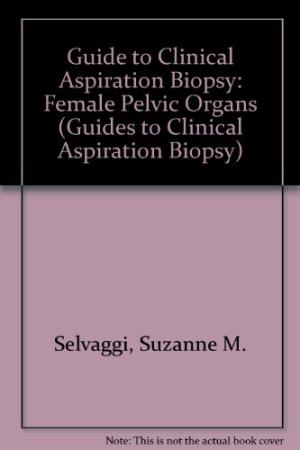 Guide to Clinical
Aspiration Biopsy:
Female Pelvic Organs
(Guides to Clinical
Aspiration Biopsy)
Selvaggi, Suzanne M.
Note: This is not the actual book cover